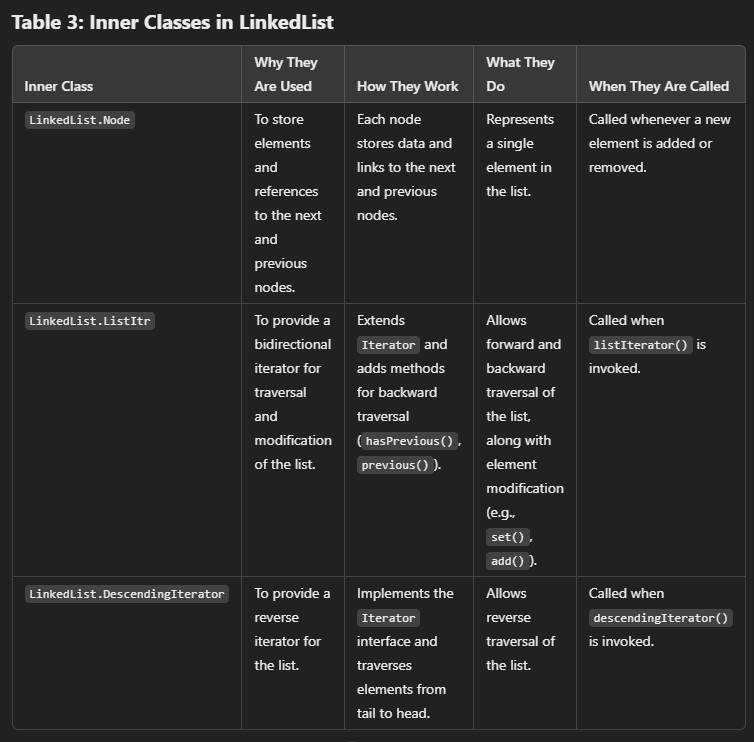 Table 3: Inner Classes in LinkedList
Inner Class
Why They
Are Used
How They Work
What They
Do
When They Are Called
LinkedList.Node
To store
elements
and
references
to the next
and
previous
nodes.
Each node
stores data and
links to the next
and previous
nodes.
Represents
a single
element in
the list.
Called whenever a new
element is added or
removed.
LinkedList.ListItr
To provide a
bidirectional
iterator for
traversal
and
modification
of the list.
Extends
Iterator and
adds methods
for backward
traversal
(hasPrevious(),
previous()).
Allows
forward and
backward
traversal of
the list,
along with
element
modification
(e.g.,
set(),
add()).
Called when
listIterator() is
invoked.
LinkedList.DescendingIterator
To provide a
reverse
iterator for
the list.
Implements the
Iterator
interface and
traverses
elements from
tail to head.
Allows
reverse
traversal of
the list.
Called when
descendingIterator()
is invoked.